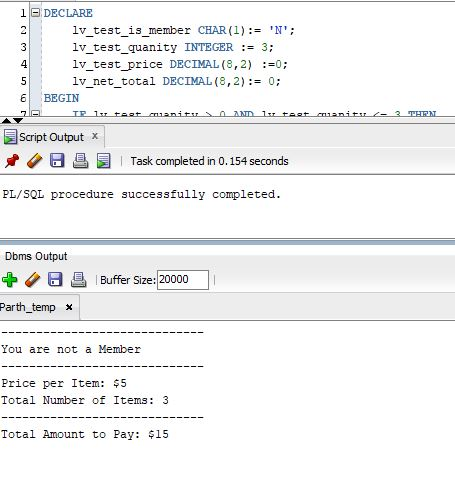 1 DECLARE
2 lv_test_is_member CHAR(1):= 'N';
3 lv_test_quanity INTEGER := 3;
4 lv_test_price DECIMAL(8,2) :=0;
5 lv_net_total DECIMAL(8,2):= 0;
6 BEGIN
7 IF lv_test_quanity > 0 AND lv_test_quanity <= 3 THEN
Script Output x
Task completed in 0.154 seconds
PL/SQL procedure successfully completed.
Dbms Output
Buffer Size: 20000
Parth_temp x
---------------------------
You are not a Member
---------------------------
Price per Item: $5
Total Number of Items: 3
---------------------------
Total Amount to Pay: $15